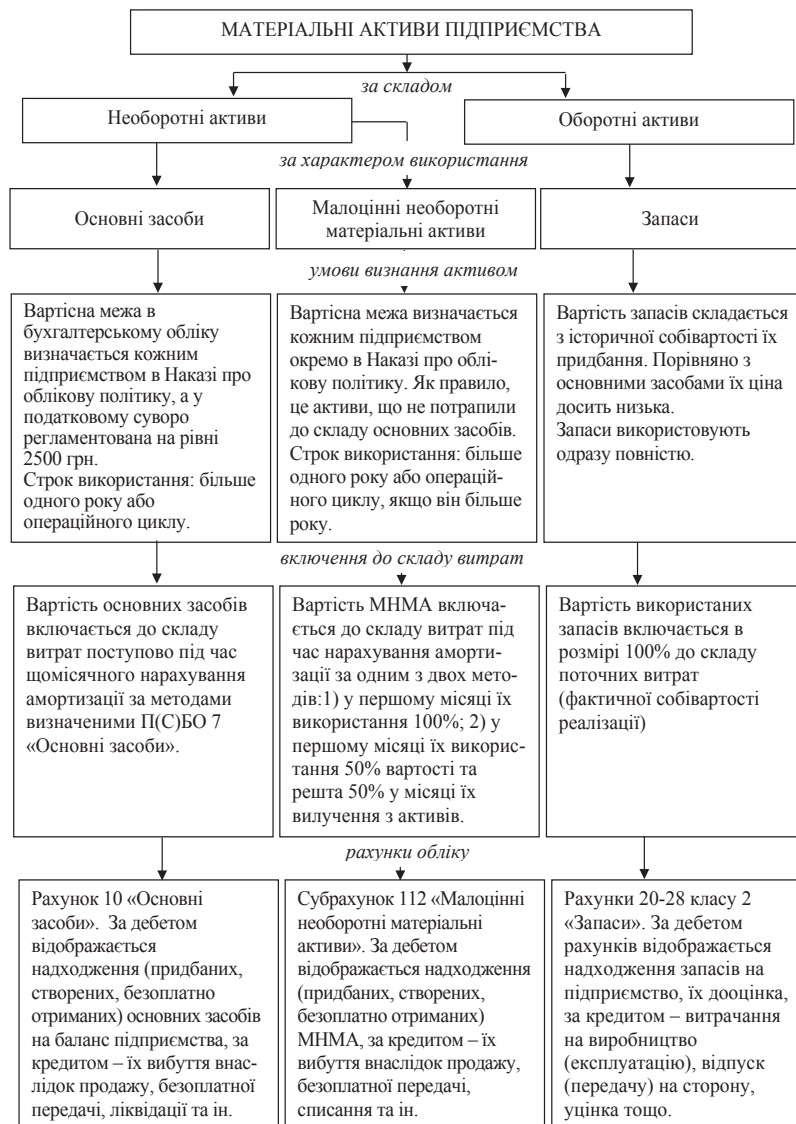 МАТЕРІАЛЬНІ АКТИВИ ПІДПРИЄМСТВА
за складом
Необоротні активи
Оборотні активи
за характером використання
Основні засоби
Малоцінні необоротні
матеріальні активи
Запаси
умови визнання активом
Вартісна межа в
бухгалтерському обліку
визначається кожним
підприємством в Наказі про
облікову політику, а у
податковому суворо
регламентована на рівні
2500 грн.
Строк використання: більше
одного року або
операційного циклу.
Вартісна межа визначається
кожним підприємством
окремо в Наказі про облі-
кову політику. Як правило,
це активи, що не потрапили
до складу основних засобів.
Строк використання: більше
одного року або операцій-
ного циклу, якщо він більше
року.
Вартість запасів складається
з історичної собівартості їх
придбання. Порівняно з
основними засобами їх ціна
досить низька.
Запаси використовують
одразу повністю.
включення до складу витрат
Вартість основних засобів
включається до складу
витрат поступово під час
щомісячного нарахування
амортизації за методами
визначеними П(С)БО 7
«Основні засоби».
Вартість МНМА включа-
ється до складу витрат під
час нарахування аморти-
зації за одним з двох мето-
дів:1) у першому місяці їх
використання 100%; 2) у
першому місяці їх викорис-
тання 50% вартості та
решта 50% у місяці їх
вилучення з активів.
Вартість використаних
запасів включається в
розмірі 100% до складу
поточних витрат
(фактичної собівартості
реалізації)
рахунки обліку
Рахунок 10 «Основні
засоби». За дебетом
відображається
надходження (придбаних,
створених, безоплатно
отриманих) основних засобів
на баланс підприємства, за
кредитом – їх вибуття внас-
лідок продажу, безоплатної
передачі, ліквідації та ін.
Субрахунок 112 «Малоцінні
необоротні матеріальні
активи». За дебетом
відображається надходження
(придбаних, створених,
безоплатно отриманих)
МНМА, за кредитом – їх
вибуття внаслідок продажу,
безоплатної передачі,
списання та ін.
Рахунки 20-28 класу 2
«Запаси». За дебетом
рахунків відображається
надходження запасів на
підприємство, їх дооцінка,
за кредитом – витрачання
на виробництво
(експлуатацію), відпуск
(передачу) на сторону,
уцінка тощо.